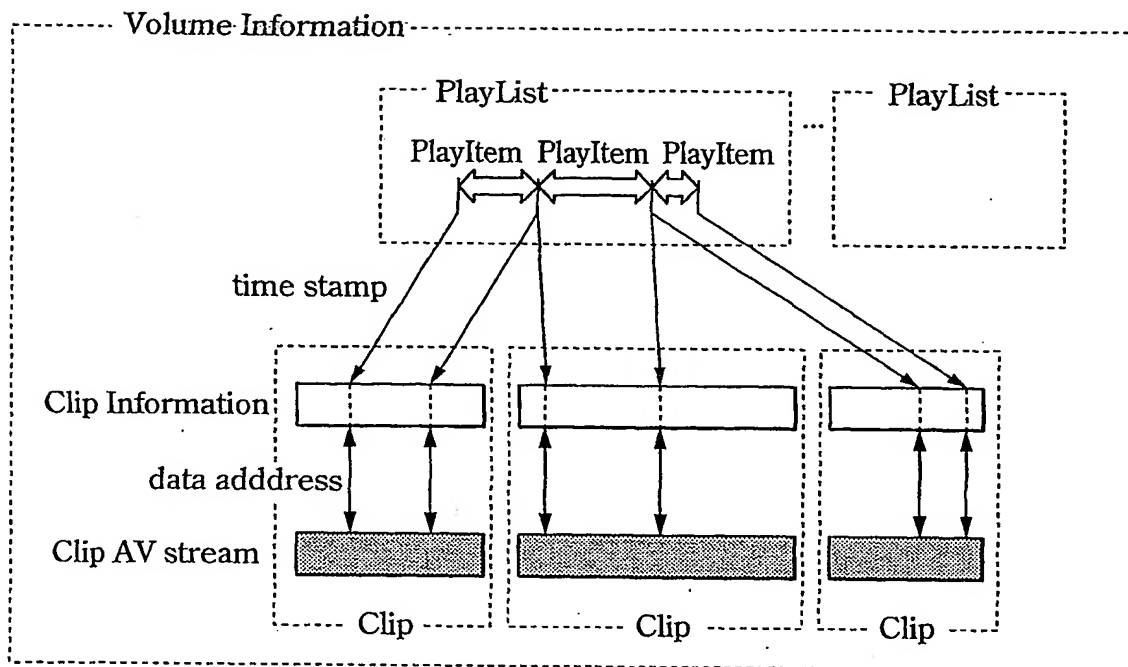 Volume Information
PlayList
PlayList
...
PlayItem PlayItem PlayItem
time stamp
Clip Information
data adddress
Clip AV stream
Clip
Clip
Clip